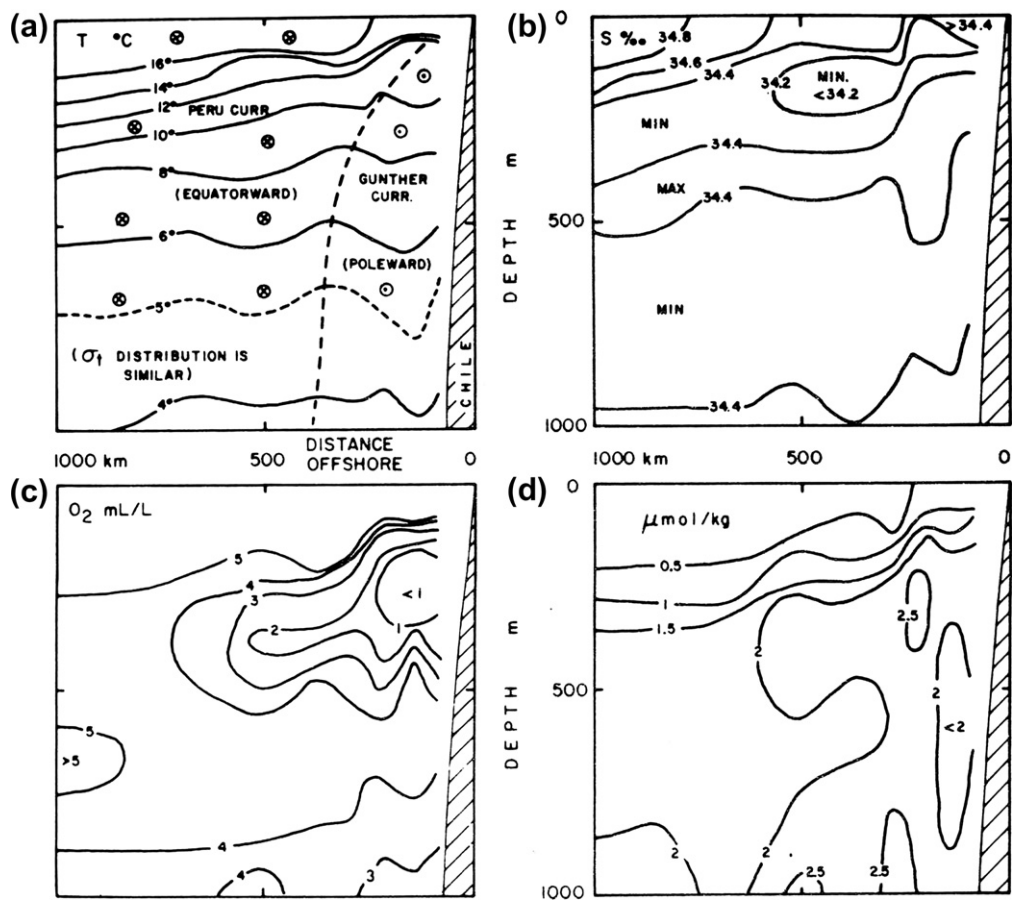 (a)
T °C
16°
14°
12°
PERU CURR.
10°
8°
(EQUATORWARD)
GUNTHER
CURR.
6°
(POLEWARD)
5°
(σt DISTRIBUTION IS
SIMILAR)
4°
CHILE
1000 km
500
DISTANCE
OFFSHORE
0
(b)
S ‰
0
34.8
>34.4
34.6
34.4
34.2
MIN.
<34.2
MIN
34.4
MAX
34.4
MIN
34.4
DEPTH m
500
1000
1000 km
500
0
(c)
O2 mL/L
5
4
3
2
<1
1
5
>5
4
4
3
(d)
μmol/kg
0
0.5
1
1.5
2
2.5
2
<2
2
2
2.5
2.5
DEPTH m
500
1000